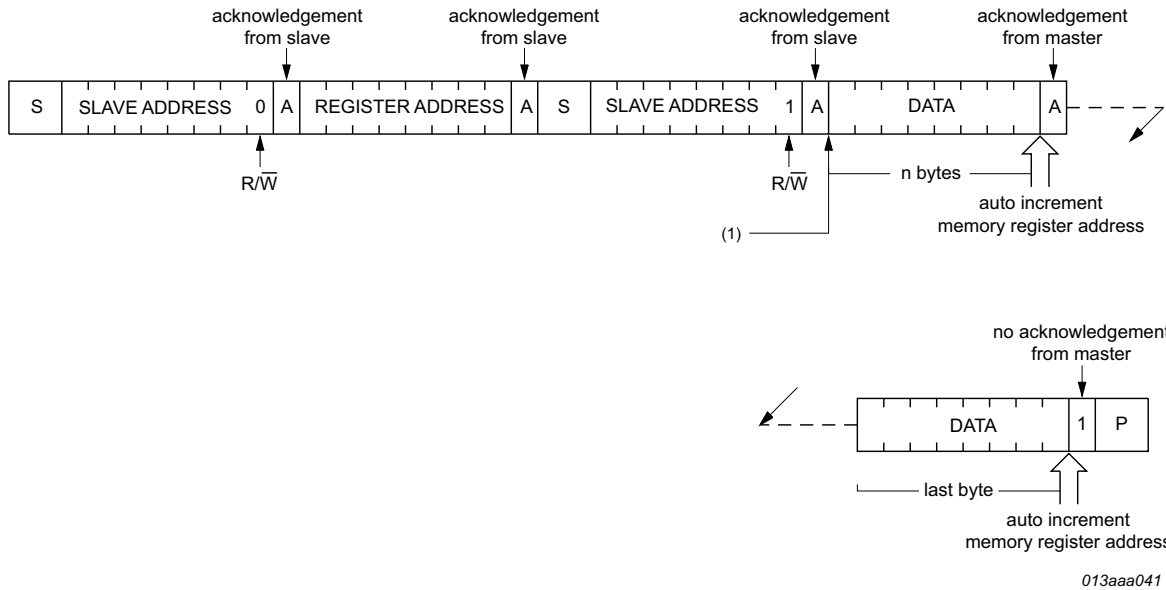 acknowledgement
from slave
acknowledgement
from slave
acknowledgement
from slave
acknowledgement
from master
S SLAVE ADDRESS 0 A REGISTER ADDRESS A S SLAVE ADDRESS 1 A DATA A
R/W̅
R/W̅
n bytes
auto increment
memory register address
(1)
no acknowledgement
from master
DATA 1 P
last byte
auto increment
memory register address
013aaa041